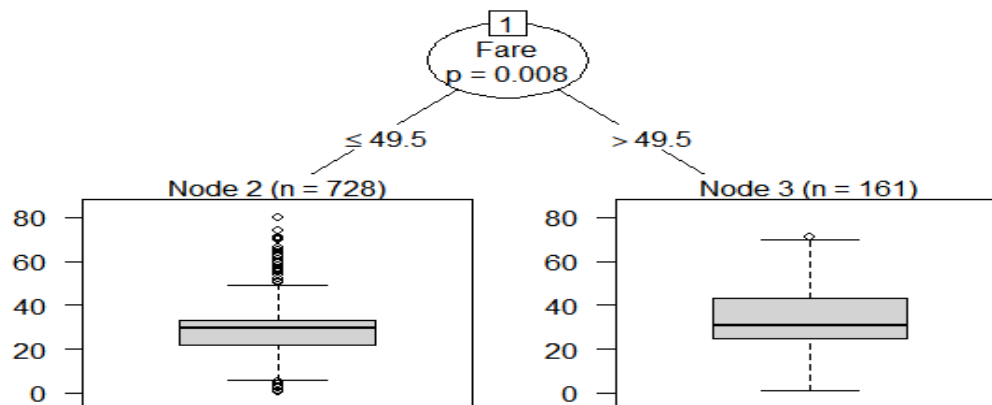 1
Fare
p = 0.008
≤ 49.5 > 49.5
Node 2 (n = 728) Node 3 (n = 161)
80 80
60 60
40 40
20 20
0 0